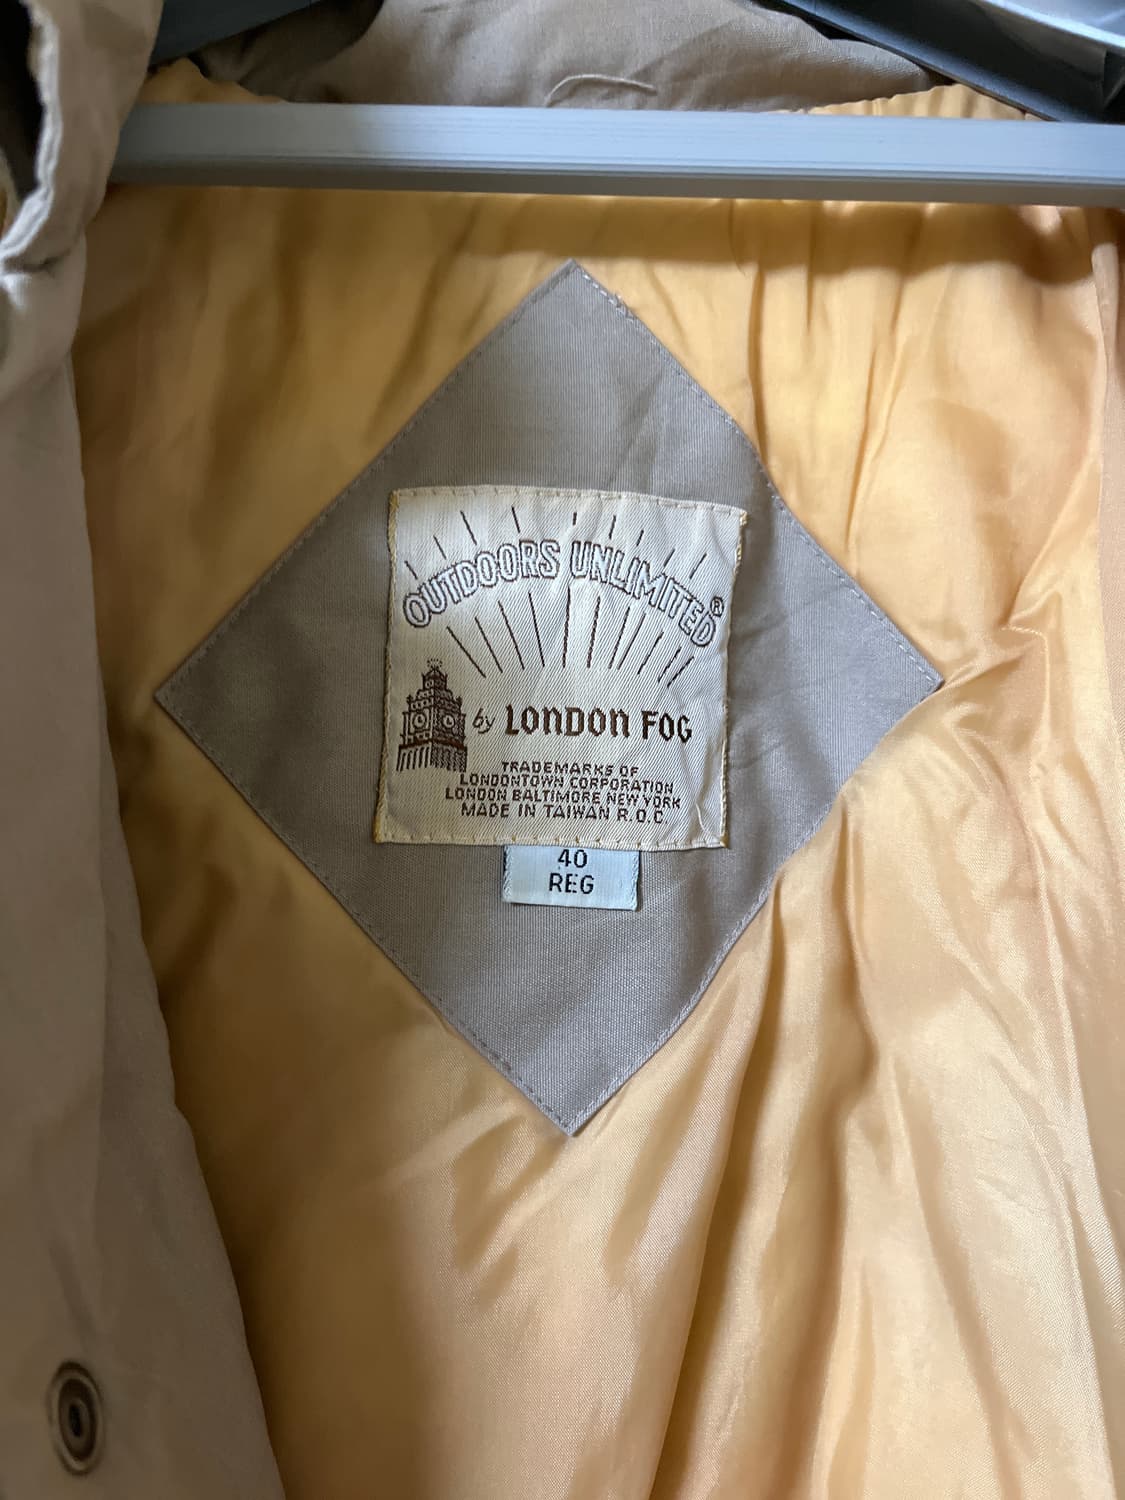 OUTDOORS UNLIMITED®
by LONDON FOG
TRADEMARKS OF
LONDONTOWN CORPORATION
LONDON BALTIMORE NEW YORK
MADE IN TAIWAN R.O.C
40
REG